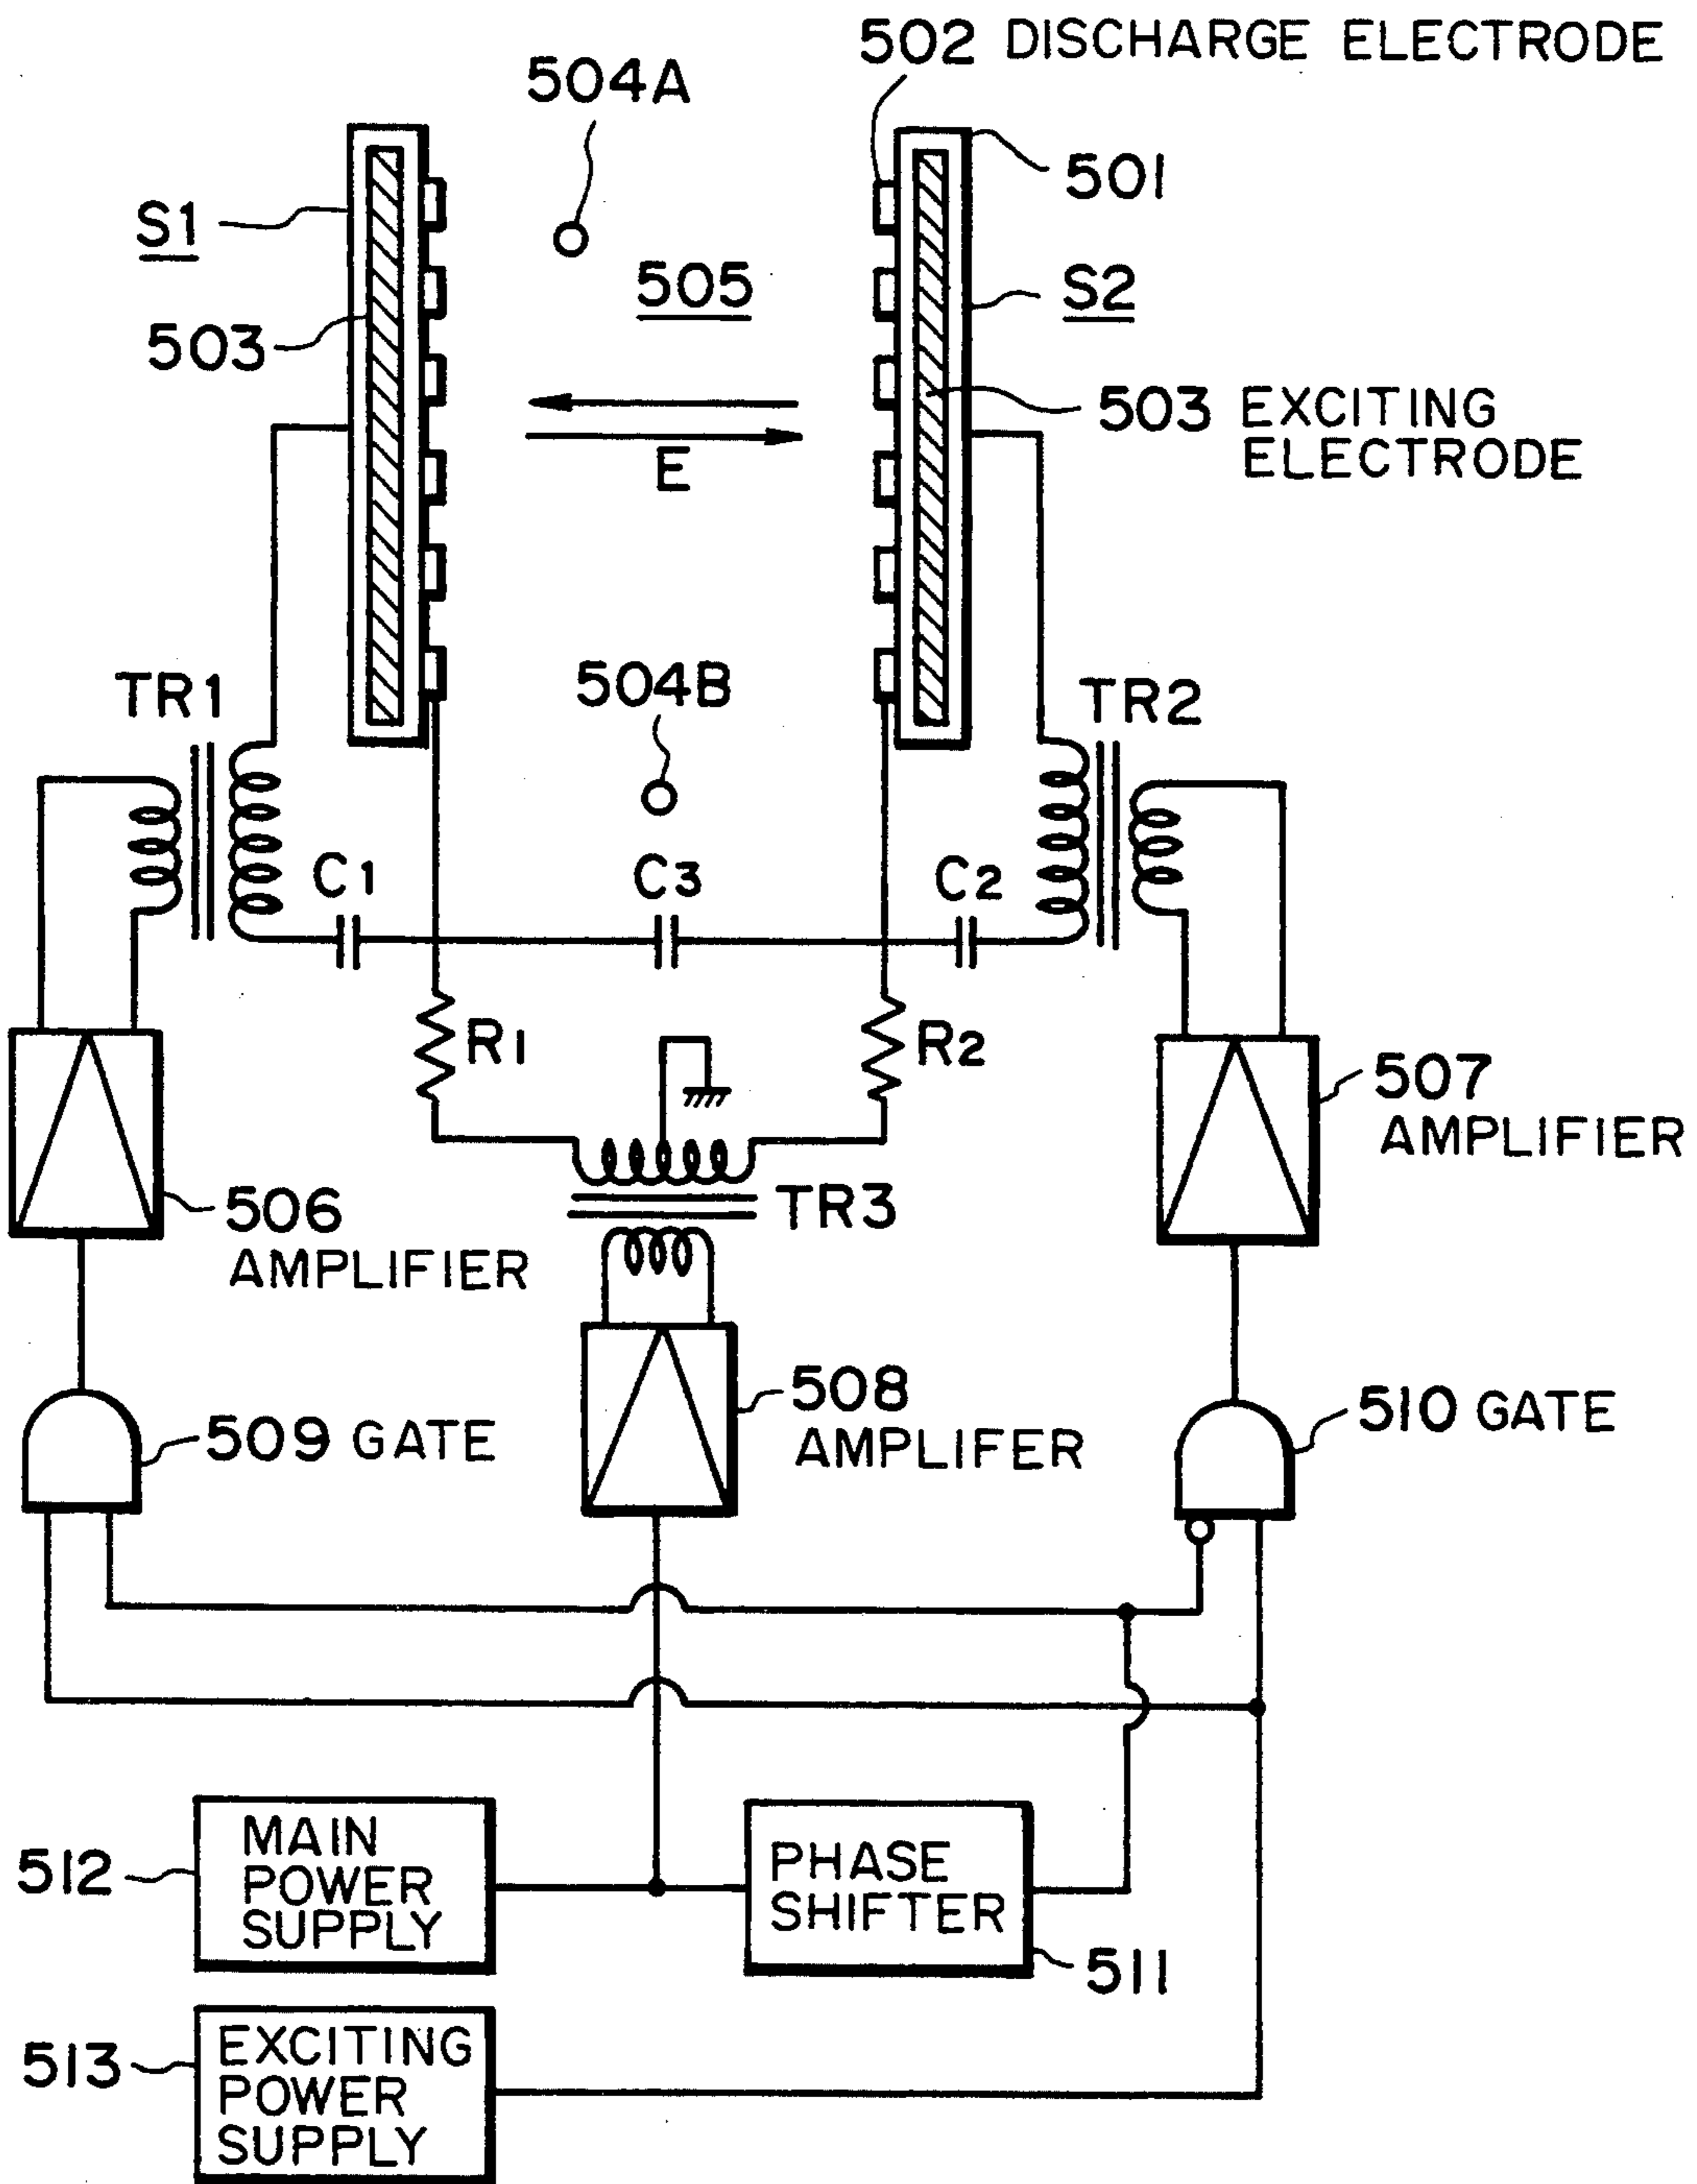 502 DISCHARGE ELECTRODE
504A
501
S1
505
S2
503
503 EXCITING
ELECTRODE
E
TR1
504B
TR2
C1
C3
C2
R1
R2
507
AMPLIFIER
506
AMPLIFIER
TR3
508
AMPLIFER
509 GATE
510 GATE
512
MAIN
POWER
SUPPLY
PHASE
SHIFTER
511
513
EXCITING
POWER
SUPPLY